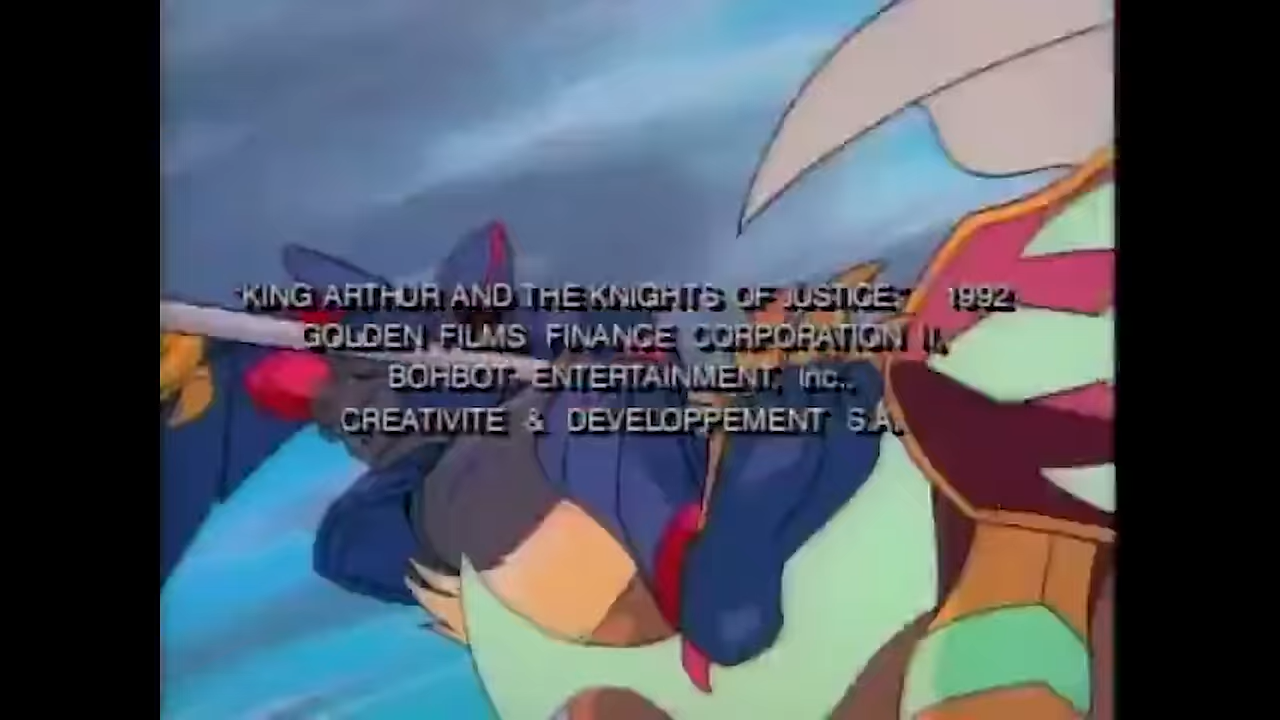 "KING ARTHUR AND THE KNIGHTS OF JUSTICE" 1992
GOLDEN FILMS FINANCE CORPORATION II,
BOHBOT ENTERTAINMENT, Inc.,
CREATIVITE & DEVELOPPEMENT S.A.